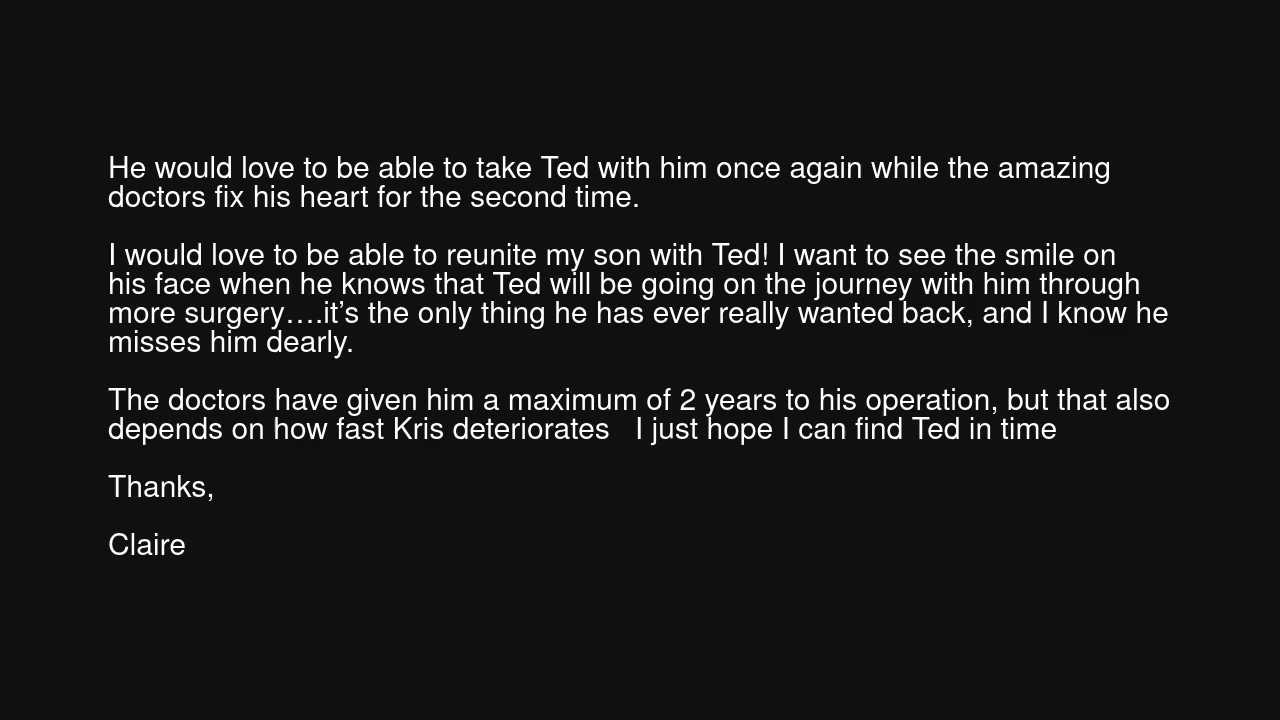 He would love to be able to take Ted with him once again while the amazing
doctors fix his heart for the second time.
I would love to be able to reunite my son with Ted! I want to see the smile on
his face when he knows that Ted will be going on the journey with him through
more surgery….it’s the only thing he has ever really wanted back, and I know he
misses him dearly.
The doctors have given him a maximum of 2 years to his operation, but that also
depends on how fast Kris deteriorates   I just hope I can find Ted in time
Thanks,
Claire